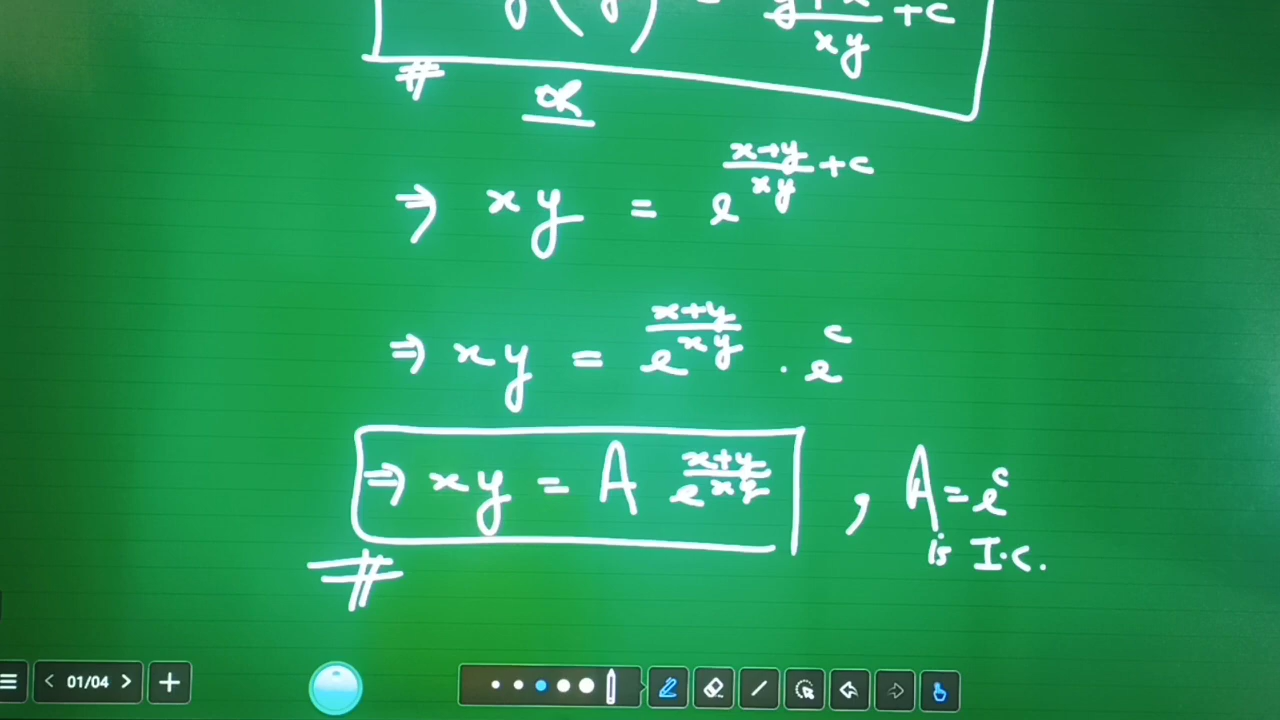 y+x/xy + c
#
OR
⇒ xy = e^(x+y/xy + c)
⇒ xy = e^(x+y/xy) . e^c
⇒ xy = A e^(x+y/xy) , A = e^c
is I.C.
#
01/04